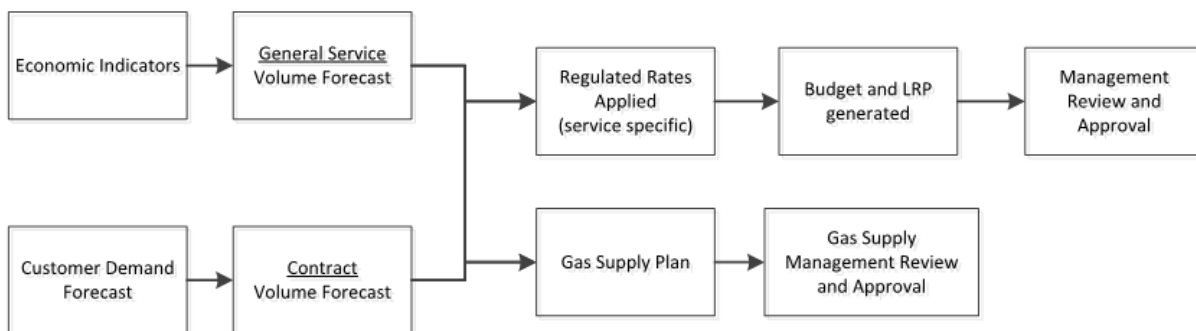 Economic Indicators
General Service
Volume Forecast
Regulated Rates
Applied
(service specific)
Budget and LRP
generated
Management
Review and
Approval
Customer Demand
Forecast
Contract
Volume Forecast
Gas Supply Plan
Gas Supply
Management Review
and Approval